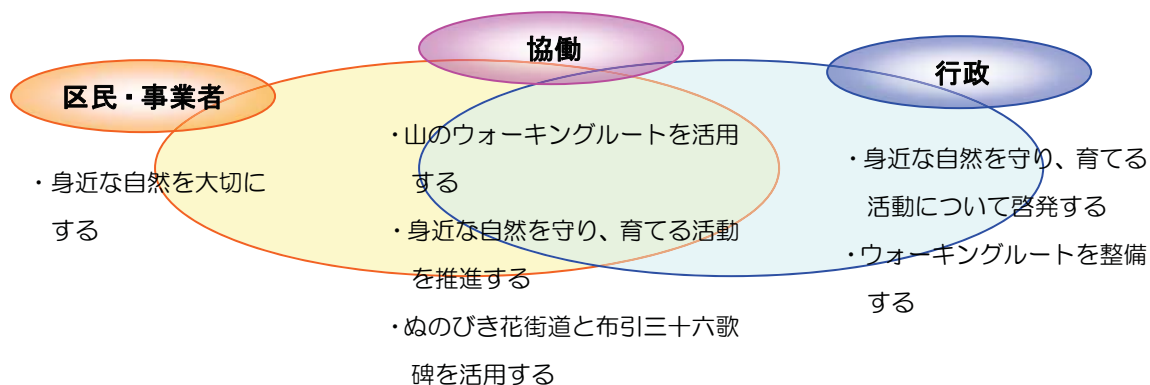 協働
区民・事業者
行政
・身近な自然を大切に
する
・山のウォーキングルートを活用
する
・身近な自然を守り、育てる活動
を推進する
・ぬのびき花街道と布引三十六歌
碑を活用する
・身近な自然を守り、育てる
活動について啓発する
・ウォーキングルートを整備
する